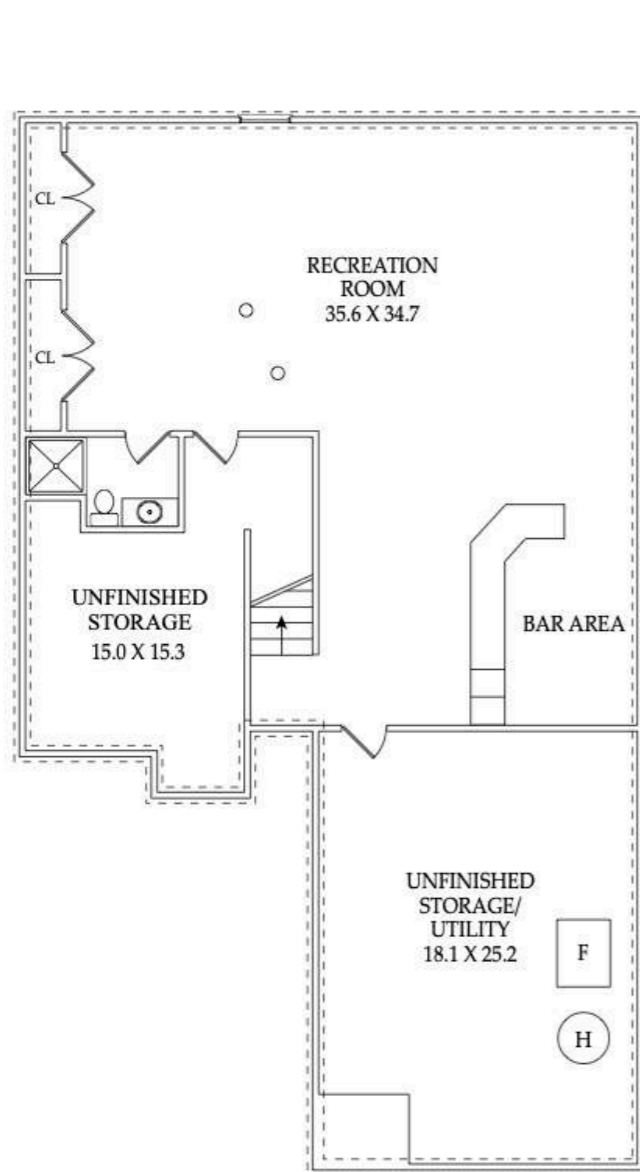 CL
RECREATION
ROOM
35.6 X 34.7
CL
UNFINISHED
STORAGE
15.0 X 15.3
BAR AREA
UNFINISHED
STORAGE/
UTILITY
18.1 X 25.2
F
H